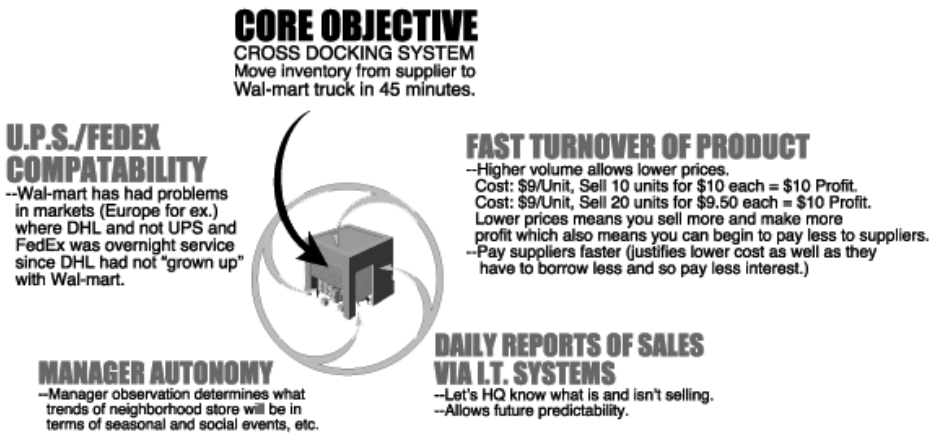 CORE OBJECTIVE
CROSS DOCKING SYSTEM
Move inventory from supplier to
Wal-mart truck in 45 minutes.
U.P.S./FEDEX
COMPATABILITY
--Wal-mart has had problems
in markets (Europe for ex.)
where DHL and not UPS and
FedEx was overnight service
since DHL had not "grown up"
with Wal-mart.
FAST TURNOVER OF PRODUCT
--Higher volume allows lower prices.
Cost: $9/Unit, Sell 10 units for $10 each = $10 Profit.
Cost: $9/Unit, Sell 20 units for $9.50 each = $10 Profit.
Lower prices means you sell more and make more
profit which also means you can begin to pay less to suppliers.
--Pay suppliers faster (justifies lower cost as well as they
have to borrow less and so pay less interest.)
MANAGER AUTONOMY
--Manager observation determines what
trends of neighborhood store will be in
terms of seasonal and social events, etc.
DAILY REPORTS OF SALES
VIA I.T. SYSTEMS
--Let's HQ know what is and isn't selling.
--Allows future predictability.